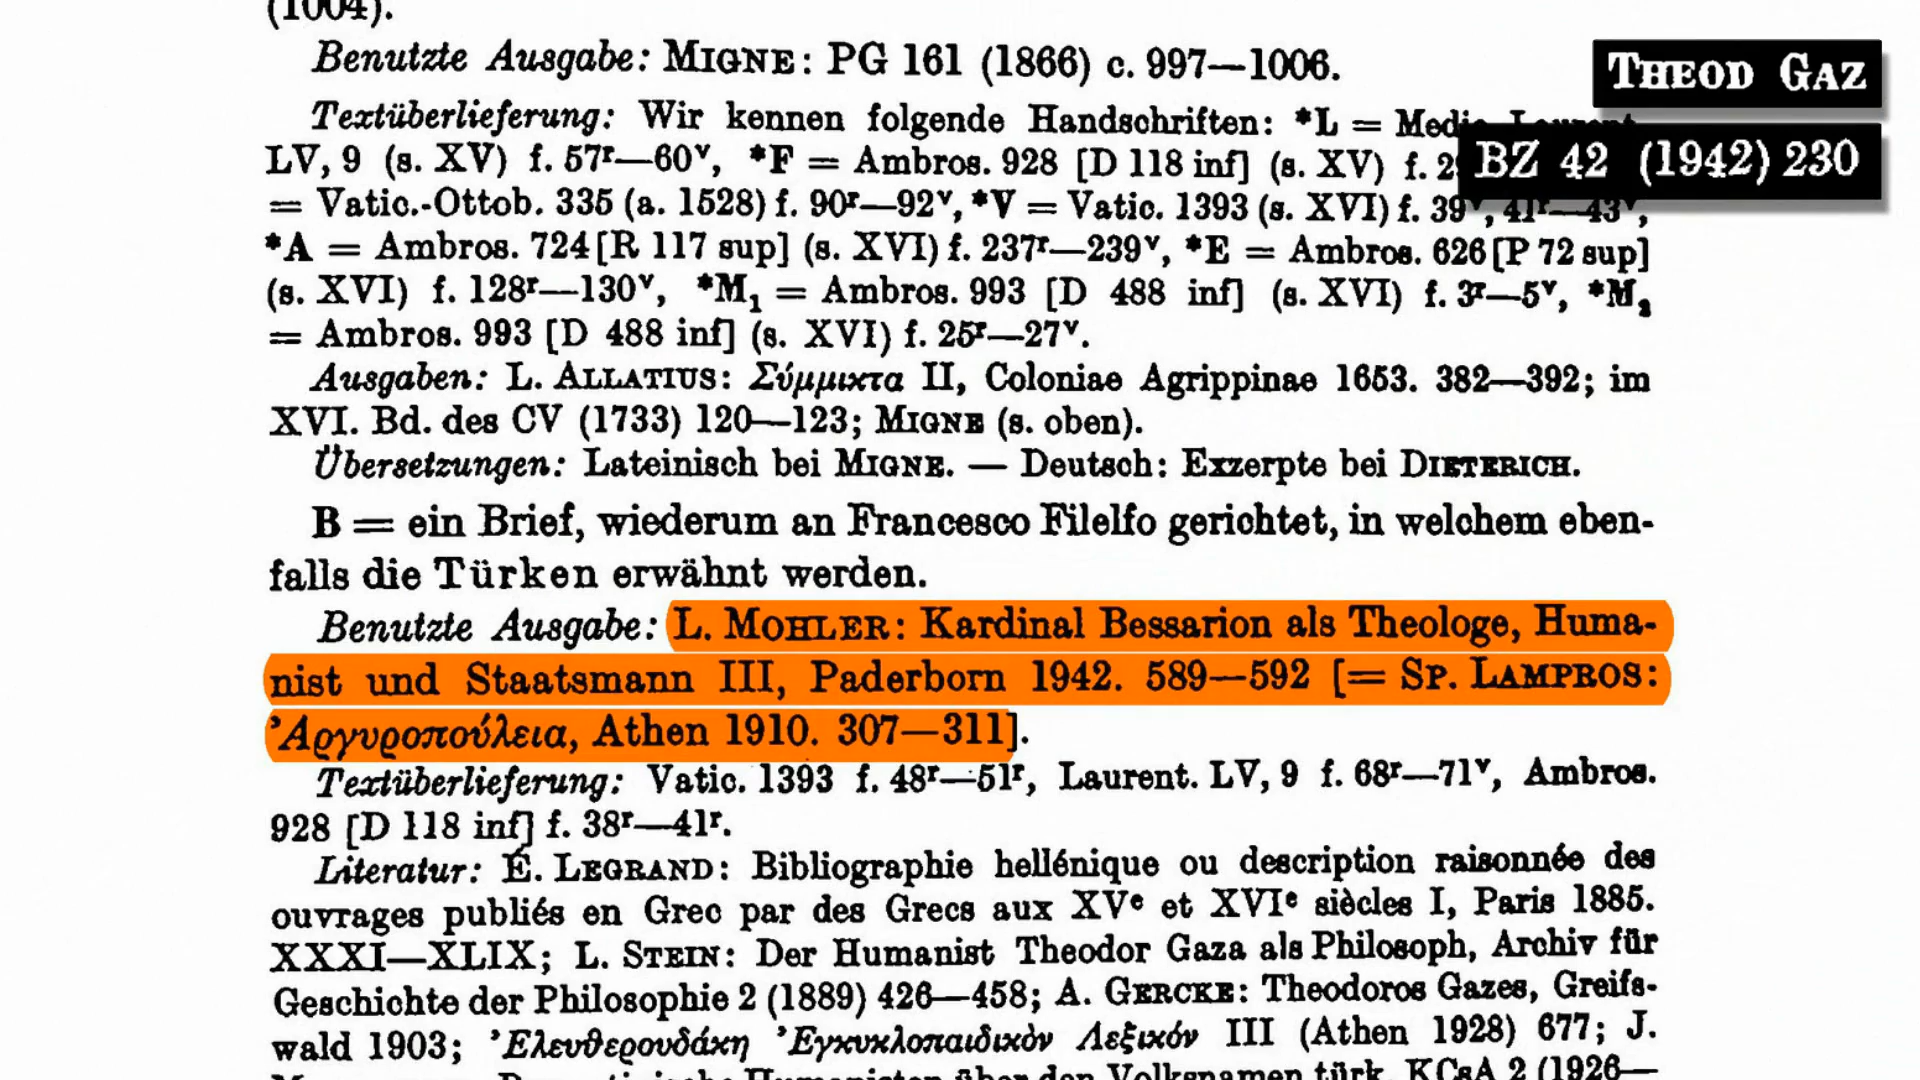 (1004).
Benutzte Ausgabe: MIGNE: PG 161 (1866) c. 997—1006.
THEOD GAZ
Textüberlieferung: Wir kennen folgende Handschriften: *L =
LV, 9 (s. XV) f. 57r—60v, *F = Ambros. 928 [D 118 inf] (s. XV) f.
BZ 42 (1942) 230
= Vatic.-Ottob. 335 (a. 1528) f. 90r—92v, *V = Vatic. 1393 (s. XVI) f. 39v, 41r—43v,
*A = Ambros. 724 [R 117 sup] (s. XVI) f. 237r—239v, *E = Ambros. 626 [P 72 sup]
(s. XVI) f. 128r—130v, *M1 = Ambros. 993 [D 488 inf] (s. XVI) f. 3r—5v, *M2
= Ambros. 993 [D 488 inf] (s. XVI) f. 25r—27v.
Ausgaben: L. ALLATIUS: Σύμμικτα II, Coloniae Agrippinae 1653. 382—392; im
XVI. Bd. des CV (1733) 120—123; MIGNE (s. oben).
Übersetzungen: Lateinisch bei MIGNE. — Deutsch: Exzerpte bei DIETERICH.
B = ein Brief, wiederum an Francesco Filelfo gerichtet, in welchem eben-
falls die Türken erwähnt werden.
Benutzte Ausgabe: L. MOHLER: Kardinal Bessarion als Theologe, Huma-
nist und Staatsmann III, Paderborn 1942. 589—592 [= SP. LAMPROS:
Ἀργυροπούλεια, Athen 1910. 307—311].
Textüberlieferung: Vatic. 1393 f. 48r—51r, Laurent. LV, 9 f. 68r—71v, Ambros.
928 [D 118 inf] f. 38r—41r.
Literatur: É. LEGRAND: Bibliographie hellénique ou description raisonnée des
ouvrages publiés en Grec par des Grecs aux XVe et XVIe siècles I, Paris 1885.
XXXI—XLIX; L. STEIN: Der Humanist Theodor Gaza als Philosoph, Archiv für
Geschichte der Philosophie 2 (1889) 426—458; A. GERCKE: Theodoros Gazes, Greifs-
wald 1903; Ἐλευθερουδάκη Ἐγκυκλοπαιδικὸν Λεξικόν III (Athen 1928) 677; J.
Humanisten über den Volksnamen türk, KCsA 2 (1926—